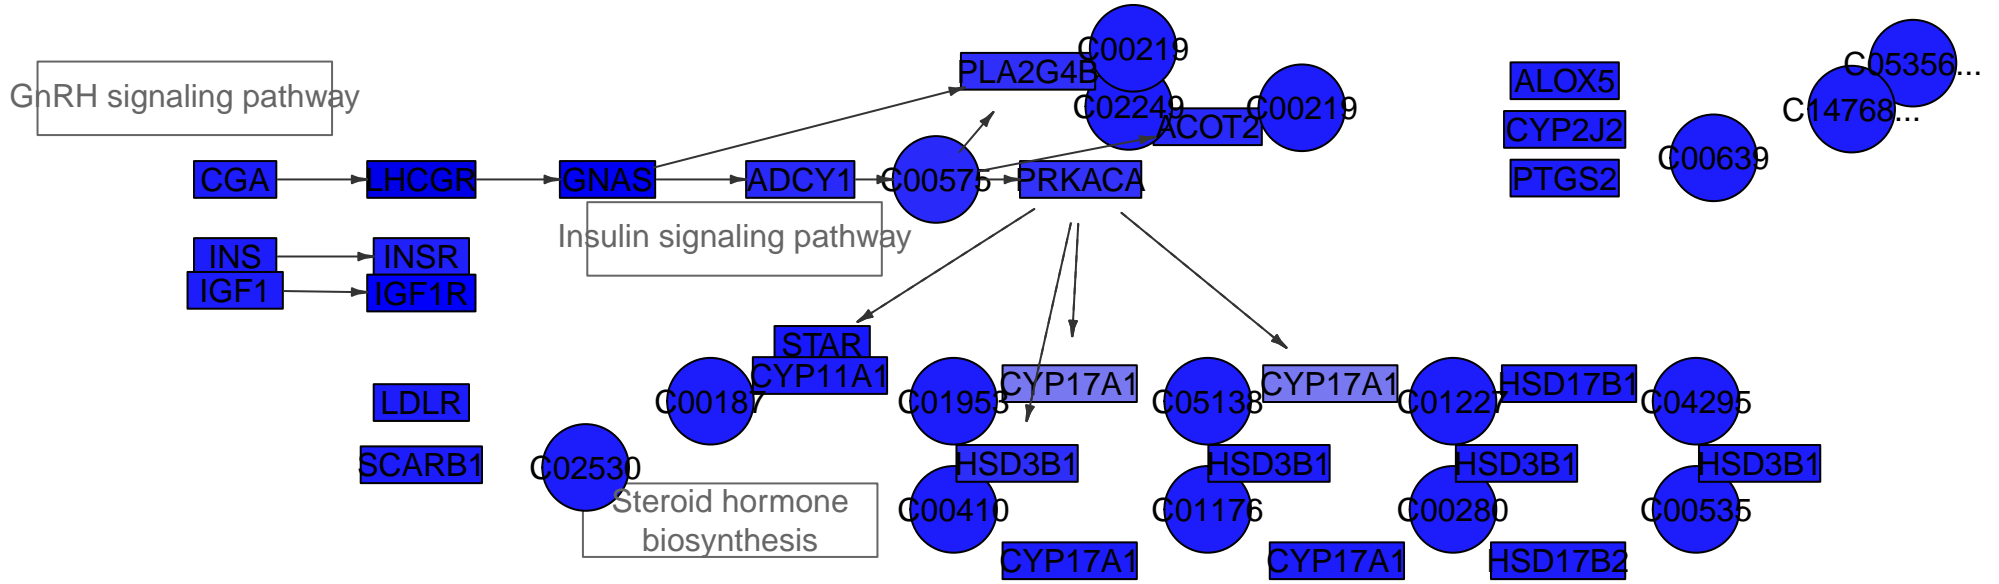 GnRH signaling pathway
PLA2G4B
C00219
C02249
ACOT2
C00219
ALOX5
CYP2J2
PTGS2
C00639
C14768...
C05356...
CGA
LHCGR
GNAS
ADCY1
C00575
PRKACA
INS
INSR
IGF1
IGF1R
Insulin signaling pathway
STAR
CYP11A1
C00187
C01953
CYP17A1
C05138
CYP17A1
C01227
HSD17B1
C04295
LDLR
SCARB1
C02530
HSD3B1
HSD3B1
HSD3B1
HSD3B1
Steroid hormone
biosynthesis
C00410
C01176
C00280
C00535
CYP17A1
CYP17A1
HSD17B2